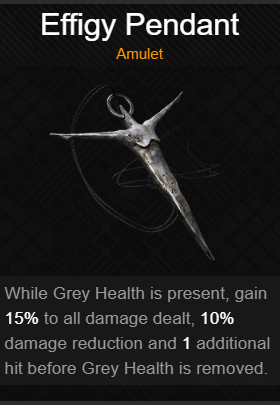 Effigy Pendant
Amulet
While Grey Health is present, gain
15% to all damage dealt, 10%
damage reduction and 1 additional
hit before Grey Health is removed.